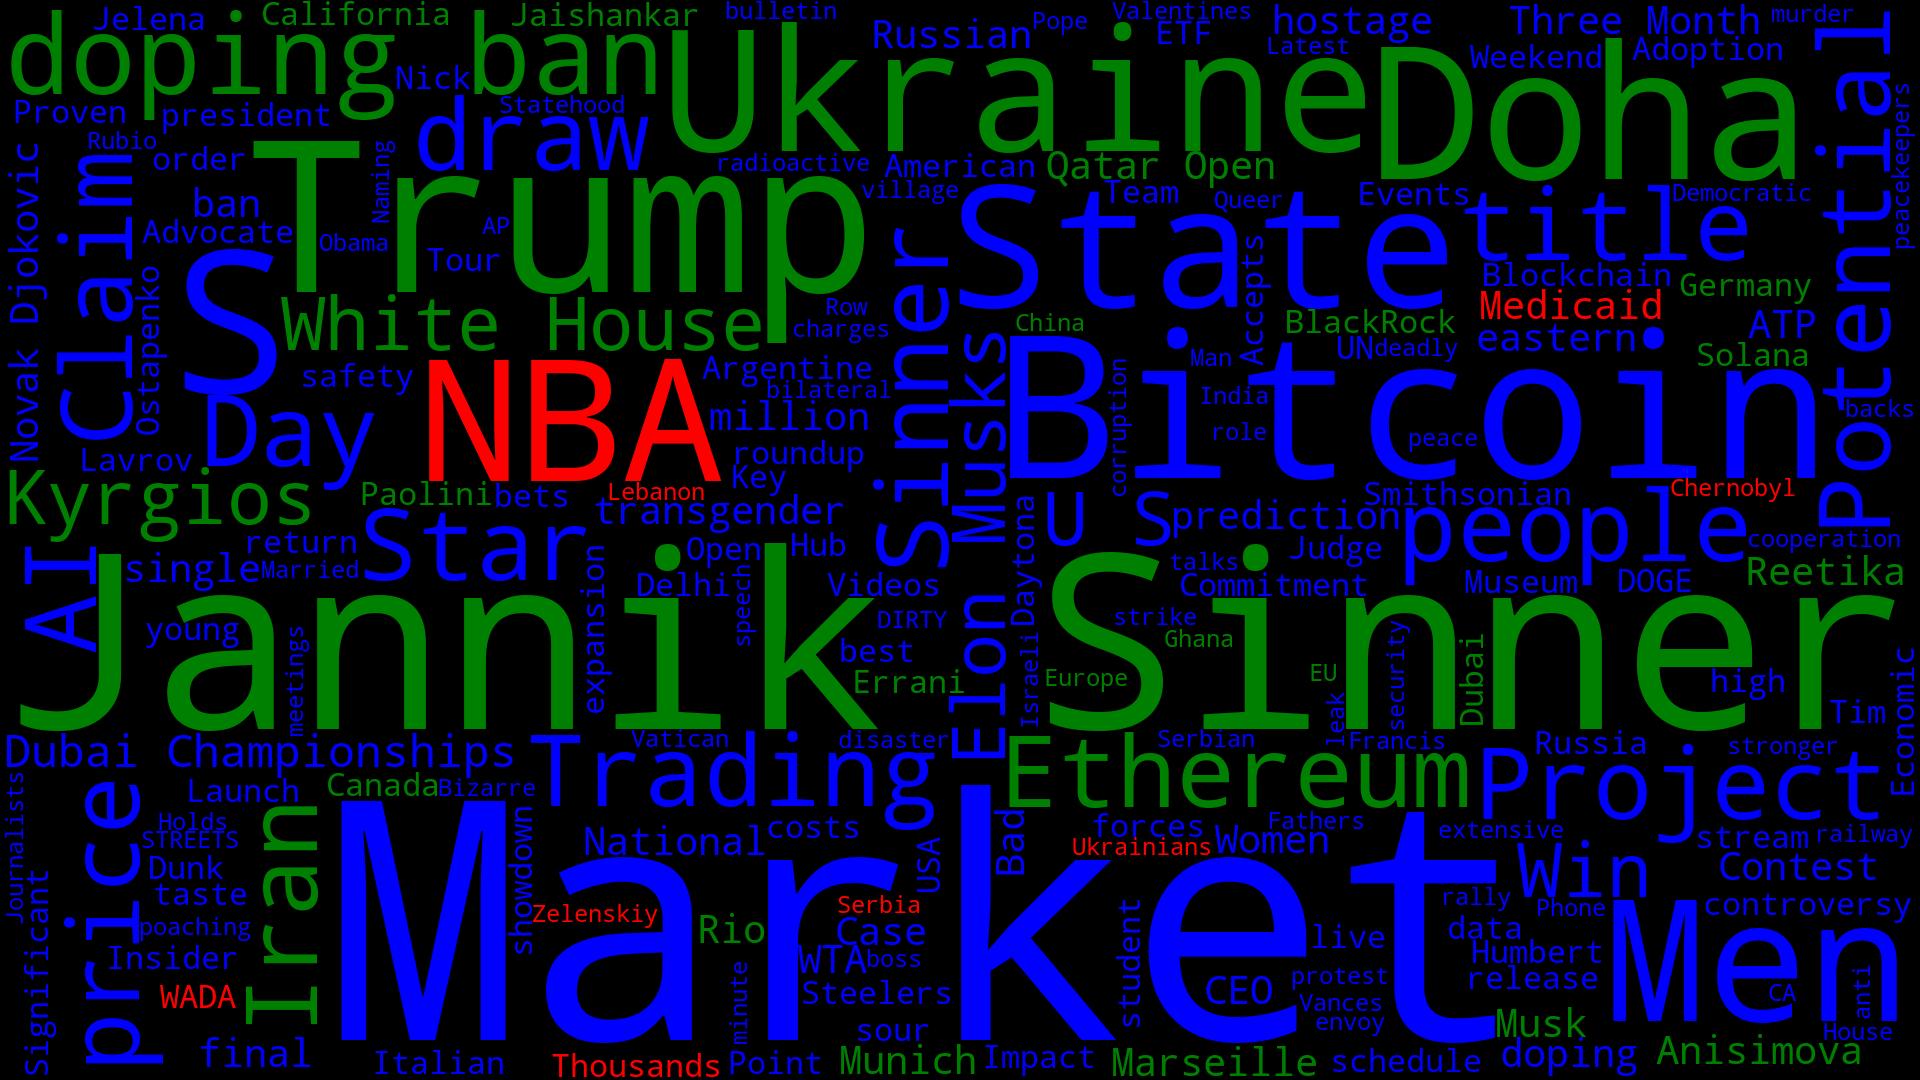 Jelena
California
Jaishankar
bulletin
Pope
Valentines
ETF
hostage
Three Month
murder
doping ban
Ukraine
Russian
Latest
Weekend
Adoption
Doha
Potential
Nick
Proven
president
Statehood
draw
Rubio
order
Naming
radioactive
American
Qatar Open
peacekeepers
Novak Djokovic
Claim
ban
Advocate
Trump
Obama
AP
Tour
village
Team
Queer
Events
Democratic
State
title
S
Ostapenko
White House
Row
charges
Sinner
China
Accepts
BlackRock
Blockchain
Medicaid
Germany
eastern
ATP
Solana
safety
NBA
Argentine
bilateral
Elon Musks
Bitcoin
Man
UN
deadly
India
role
peace
corruption
backs
Day
million
roundup
Key
Lavrov
Kyrgios
Paolini
bets
Lebanon
transgender
Daytona
U S
prediction
Smithsonian
Chernobyl
people
cooperation
AI
return
Married
single
Star
Open
Hub
Delhi
Videos
speech
expansion
talks
Judge
Commitment
Museum
DOGE
Reetika
Jannik Sinner
young
meetings
DIRTY
best
Errani
Israeli
strike
Ghana
Europe
EU
leak
security
Dubai
high
Tim
Economic
Dubai Championships
Vatican
disaster
Trading
Serbian
Francis
Russia
stronger
Ethereum
Project
Journalists
price
Launch
Canada
Bizarre
Holds
STREETS
Dunk
taste
Iran
showdown
National
costs
USA
Bad
forces
Ukrainians
Fathers
Women
extensive
stream
railway
Win
Contest
Significant
poaching
Insider
WADA
Market
Zelenskiy
Serbia
Case
Rio
WTA
boss
Steelers
minute
sour
student
live
CEO
protest
Vances
envoy
rally
Phone
data
Humbert
release
controversy
Men
CA
anti
House
final
Italian
Thousands
Point
Munich
Impact
Marseille
schedule
Musk
doping
Anisimova